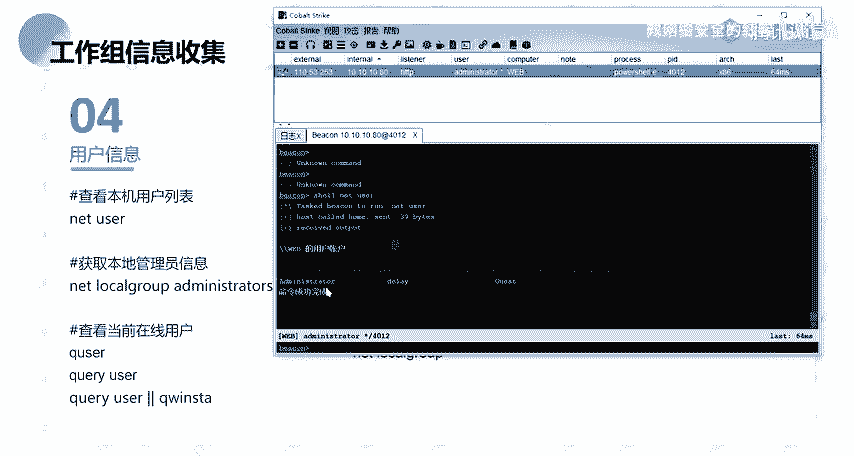 工作组信息收集
04
用户信息
#查看本机用户列表
net user
#获取本地管理员信息
net localgroup administrators
#查看当前在线用户
quser
query user
query user || qwinsta
Cobalt Strike
Cobalt Strike 视图 攻击 报告 帮助
external internal listener user computer note process pid arch last
10.10.10.80 http administrator * WEB 4012 x86 64ms
日志X Beacon 10.10.10.80@4012 X
beacon>
Unknown command
beacon>
Unknown command
beacon> shell net user
Tasked beacon to run: net user
host called home, sent: 39 bytes
received output:
\\WEB 的用户帐户
Administrator delay Guest
命令成功完成
[WEB] administrator */4012 last: 64ms
beacon>
net localgroup